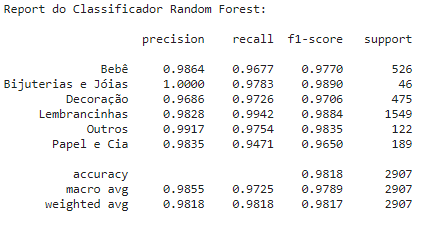 Report do Classificador Random Forest:
precision recall f1-score support
Bebê 0.9864 0.9677 0.9770 526
Bijuterias e Jóias 1.0000 0.9783 0.9890 46
Decoração 0.9686 0.9726 0.9706 475
Lembrancinhas 0.9828 0.9942 0.9884 1549
Outros 0.9917 0.9754 0.9835 122
Papel e Cia 0.9835 0.9471 0.9650 189
accuracy 0.9818 2907
macro avg 0.9855 0.9725 0.9789 2907
weighted avg 0.9818 0.9818 0.9817 2907